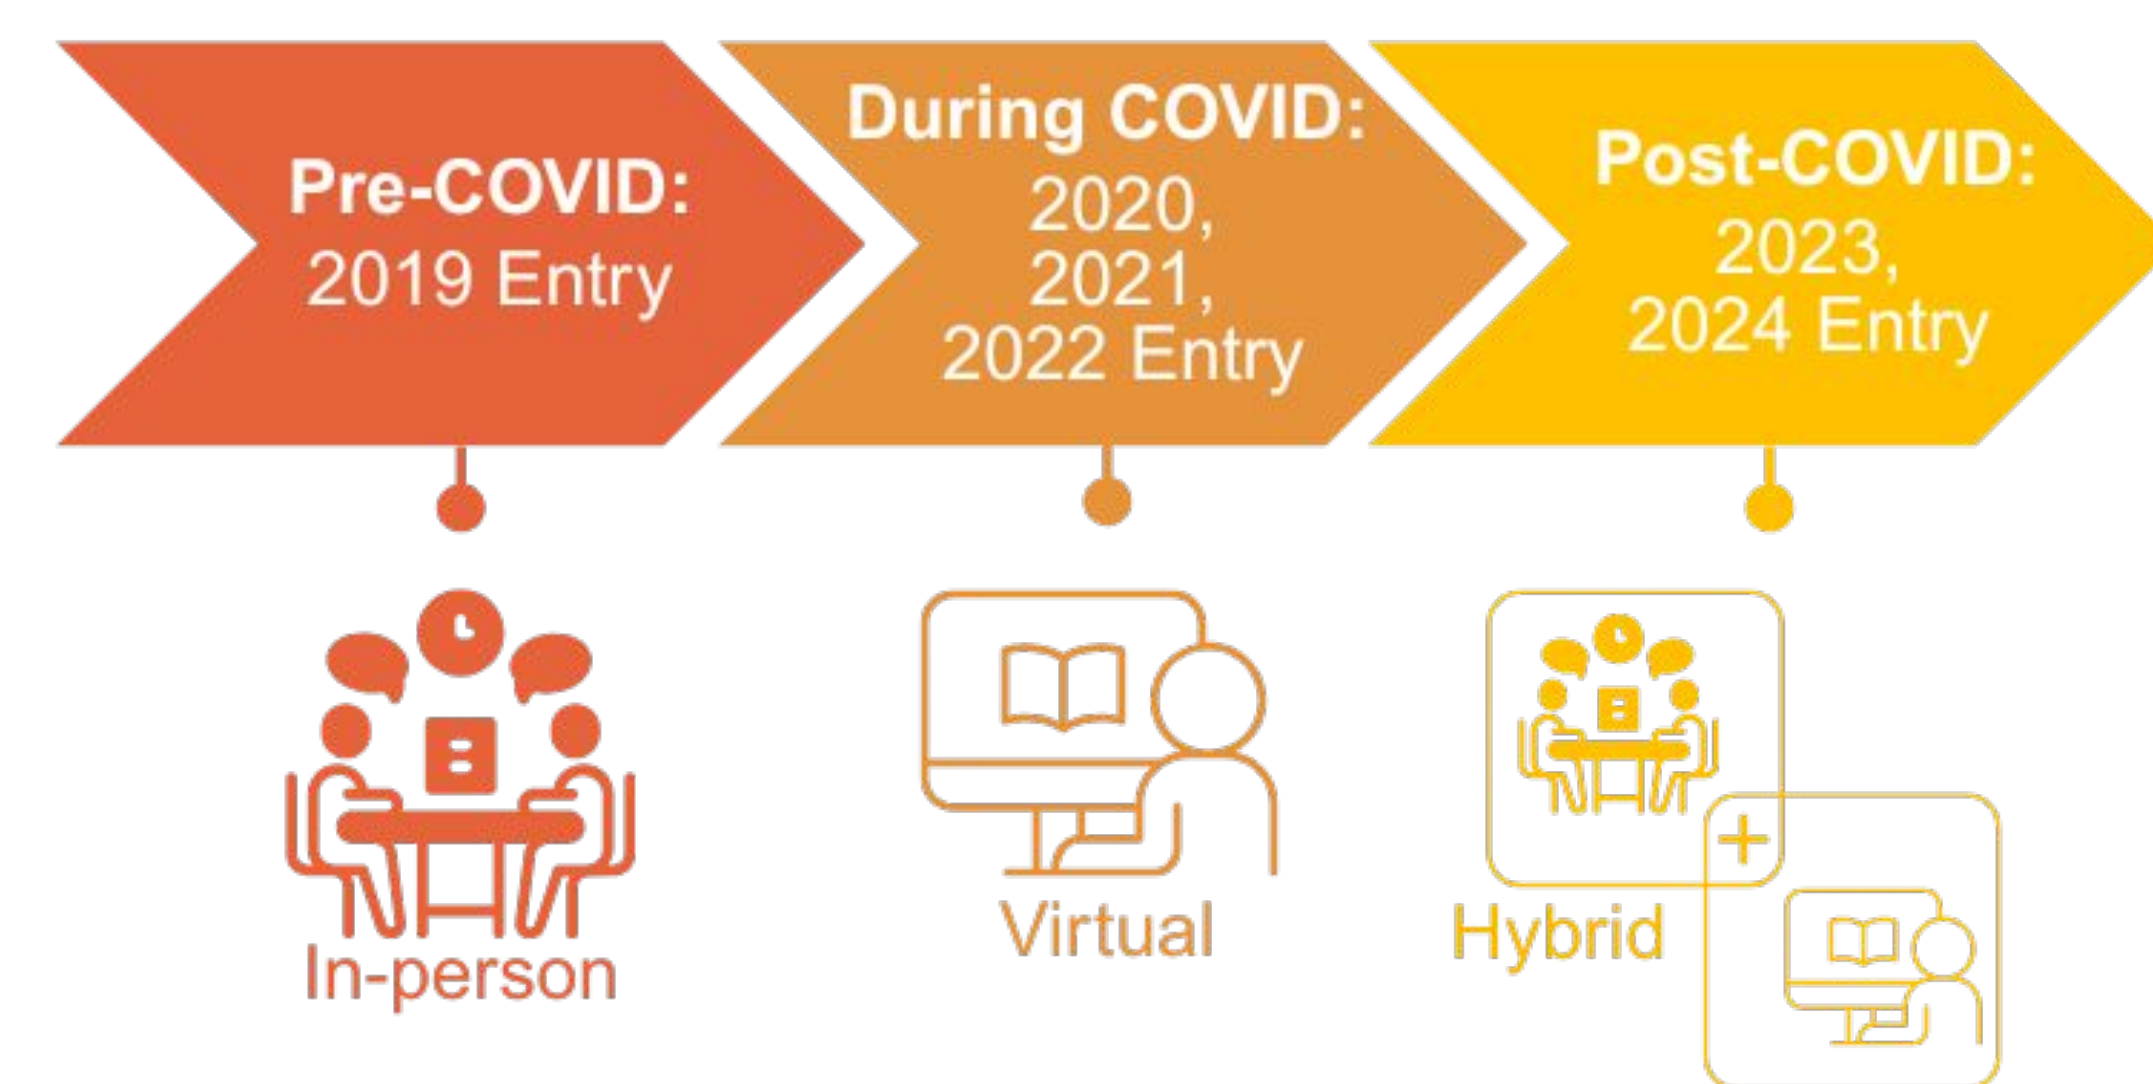 Pre-COVID:
2019 Entry
During COVID:
2020,
2021,
2022 Entry
Post-COVID:
2023,
2024 Entry
In-person
Virtual
Hybrid